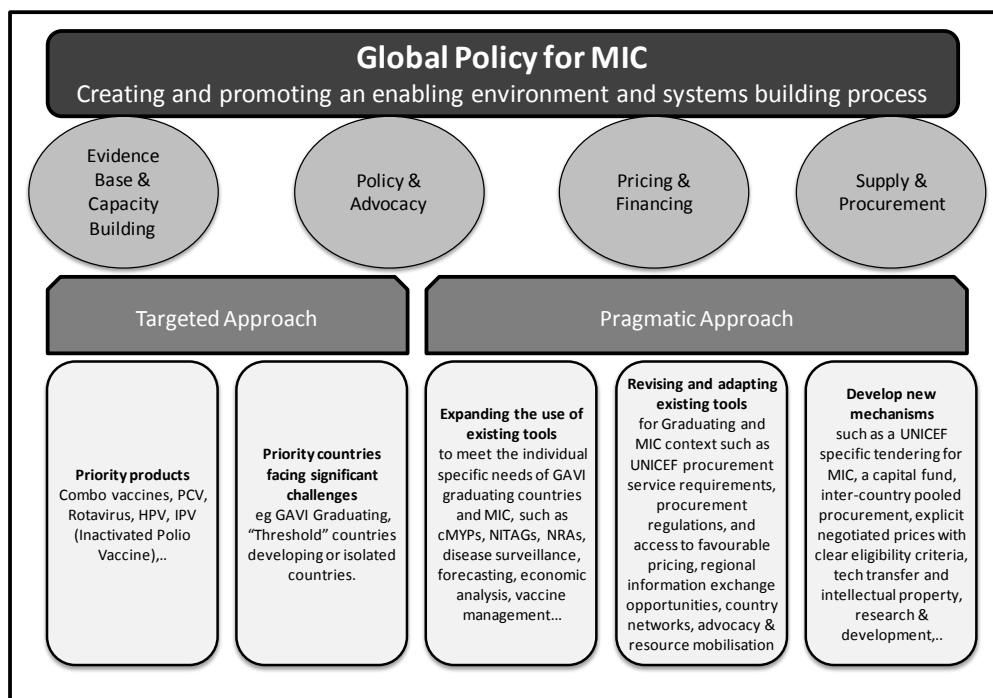 Global Policy for MIC
Creating and promoting an enabling environment and systems building process
Evidence
Base &
Capacity
Building
Policy &
Advocacy
Pricing &
Financing
Supply &
Procurement
Targeted Approach
Pragmatic Approach
Priority products
Combo vaccines, PCV,
Rotavirus, HPV, IPV
(Inactivated Polio
Vaccine),..
Priority countries
facing significant
challenges
eg GAVI Graduating,
“Threshold” countries
developing or isolated
countries.
Expanding the use of
existing tools
to meet the individual
specific needs of GAVI
graduating countries
and MIC, such as
cMYPs, NITAGs, NRAs,
disease surveillance,
forecasting, economic
analysis, vaccine
management…
Revising and adapting
existing tools
for Graduating and
MIC context such as
UNICEF procurement
service requirements,
procurement
regulations, and
access to favourable
pricing, regional
information exchange
opportunities, country
networks, advocacy &
resource mobilisation
Develop new
mechanisms
such as a UNICEF
specific tendering for
MIC, a capital fund,
inter-country pooled
procurement, explicit
negotiated prices with
clear eligibility criteria,
tech transfer and
intellectual property,
research &
development,..